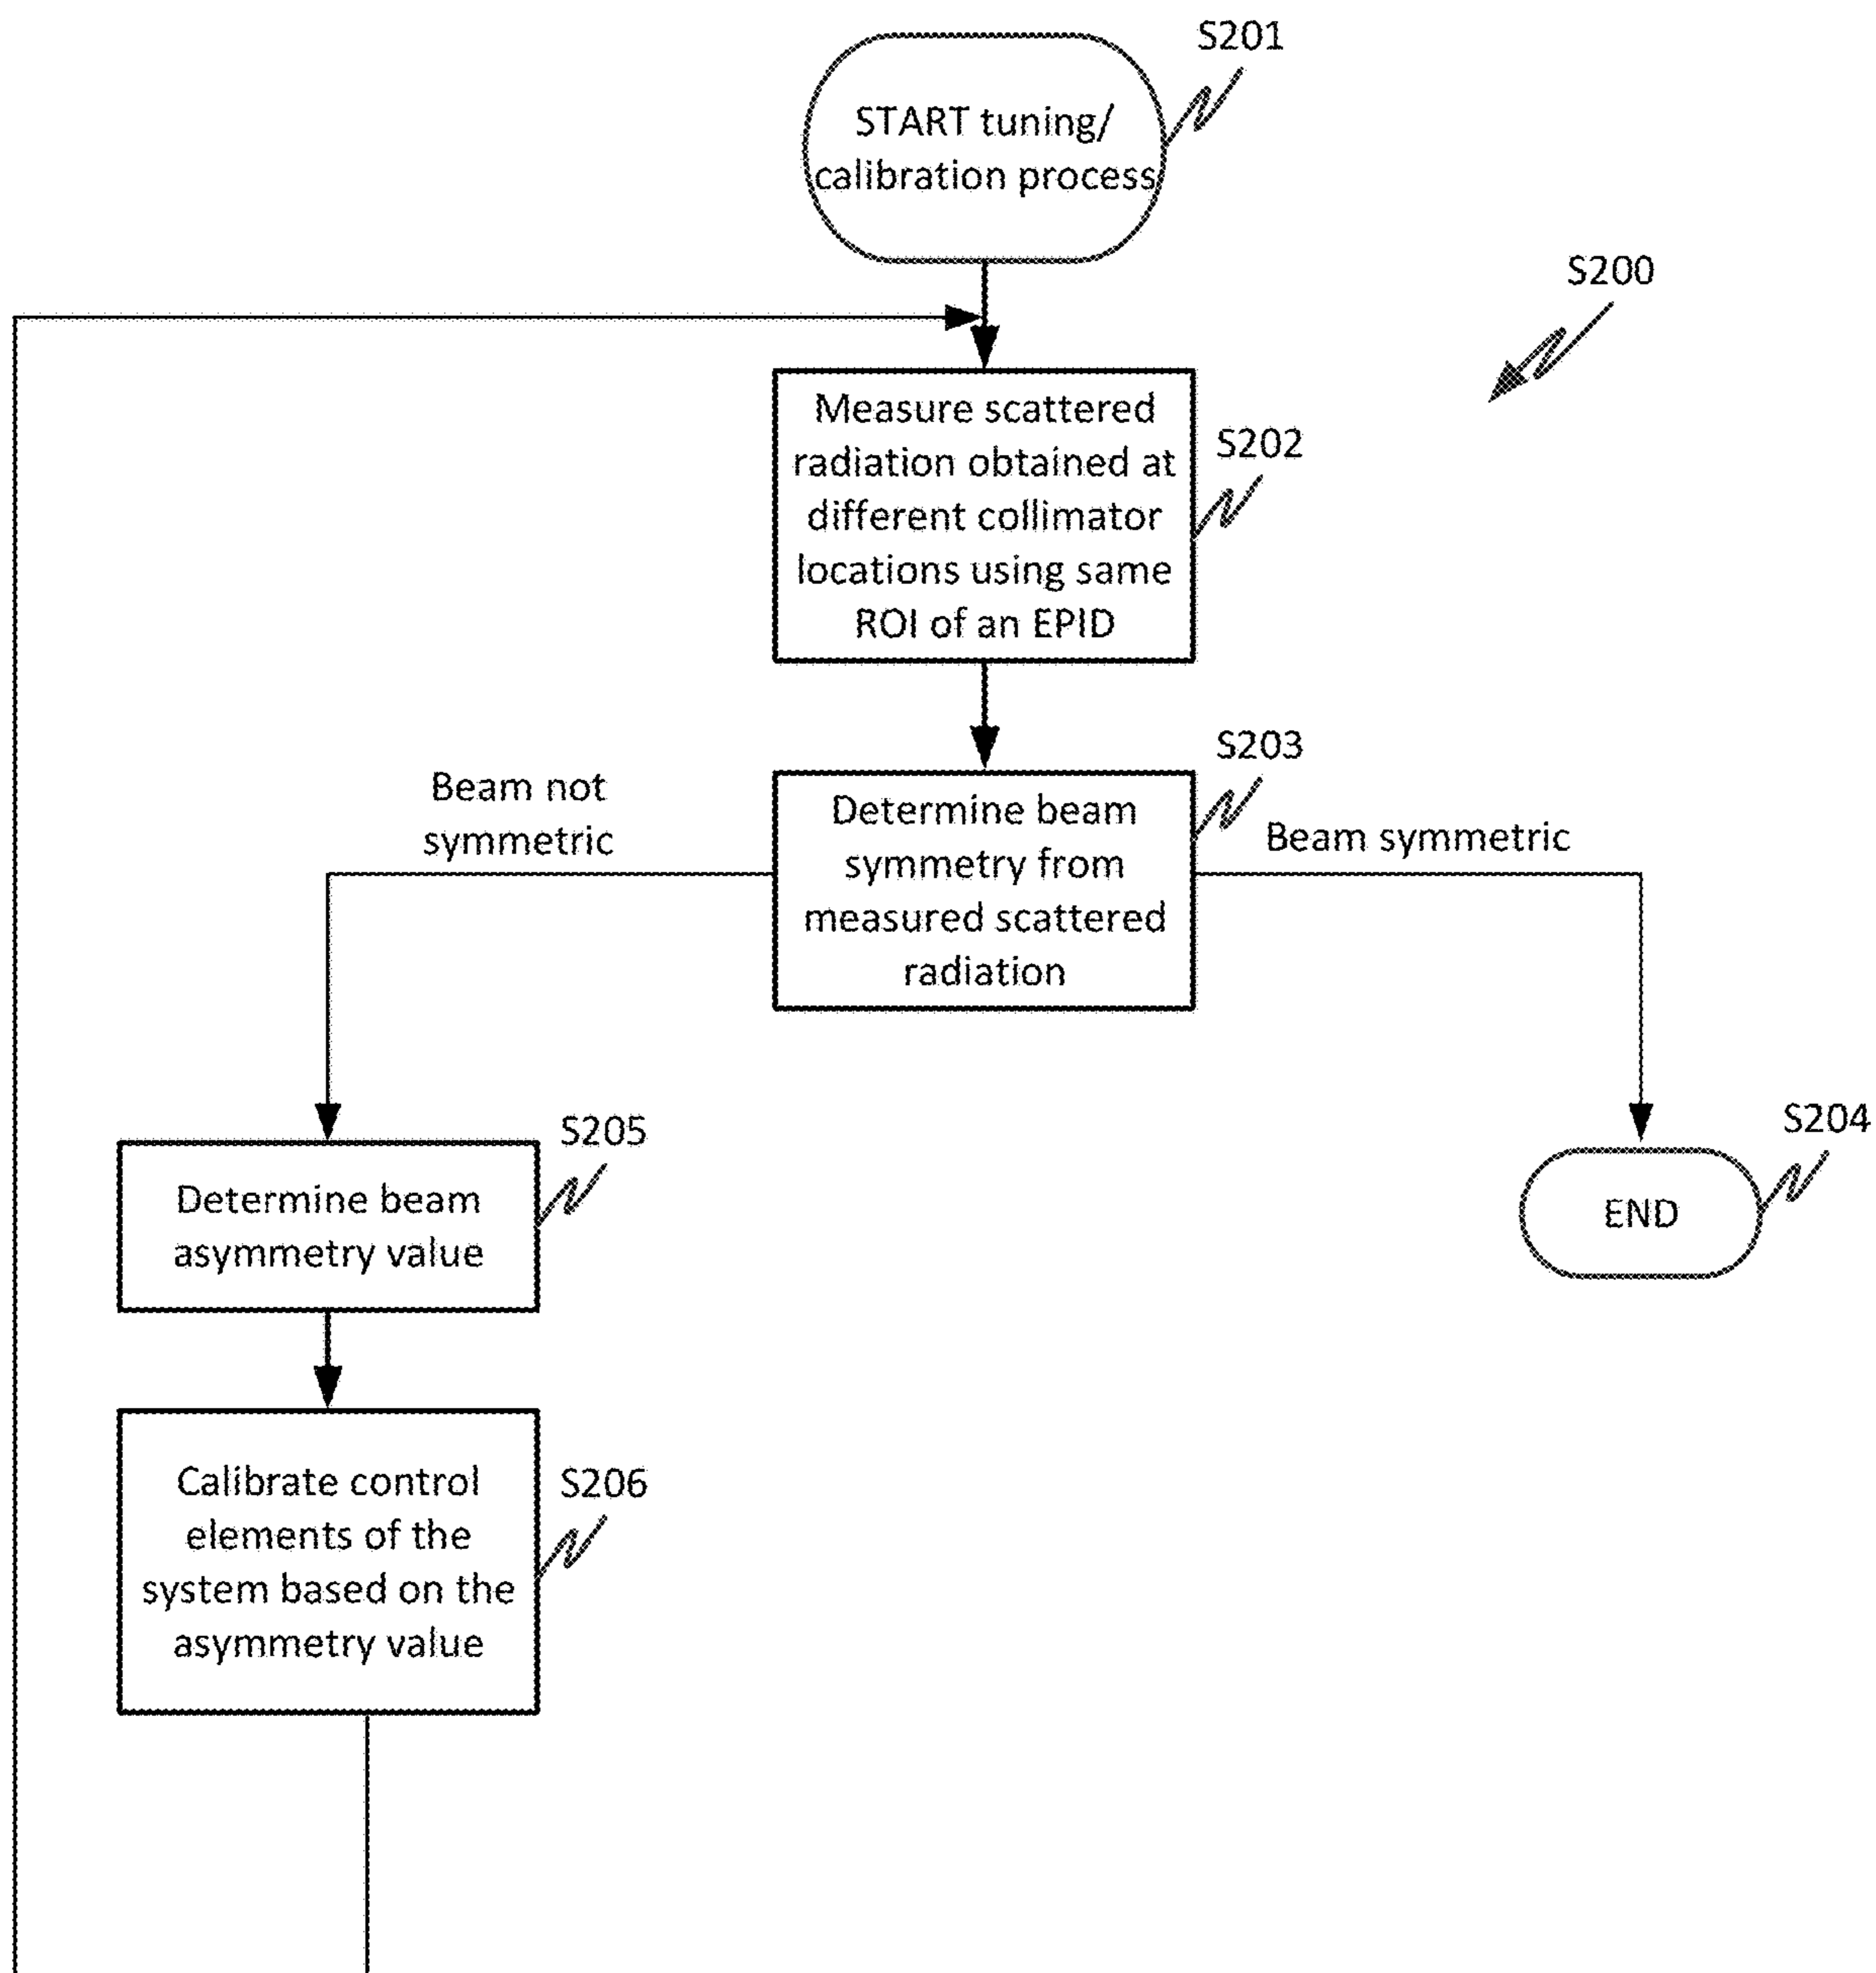 S201
START tuning/
calibration process
S200
Measure scattered
radiation obtained at
different collimator
locations using same
ROI of an EPID
S202
S203
Beam not
symmetric
Determine beam
symmetry from
measured scattered
radiation
Beam symmetric
S205
S204
Determine beam
asymmetry value
END
Calibrate control
elements of the
system based on the
asymmetry value
S206